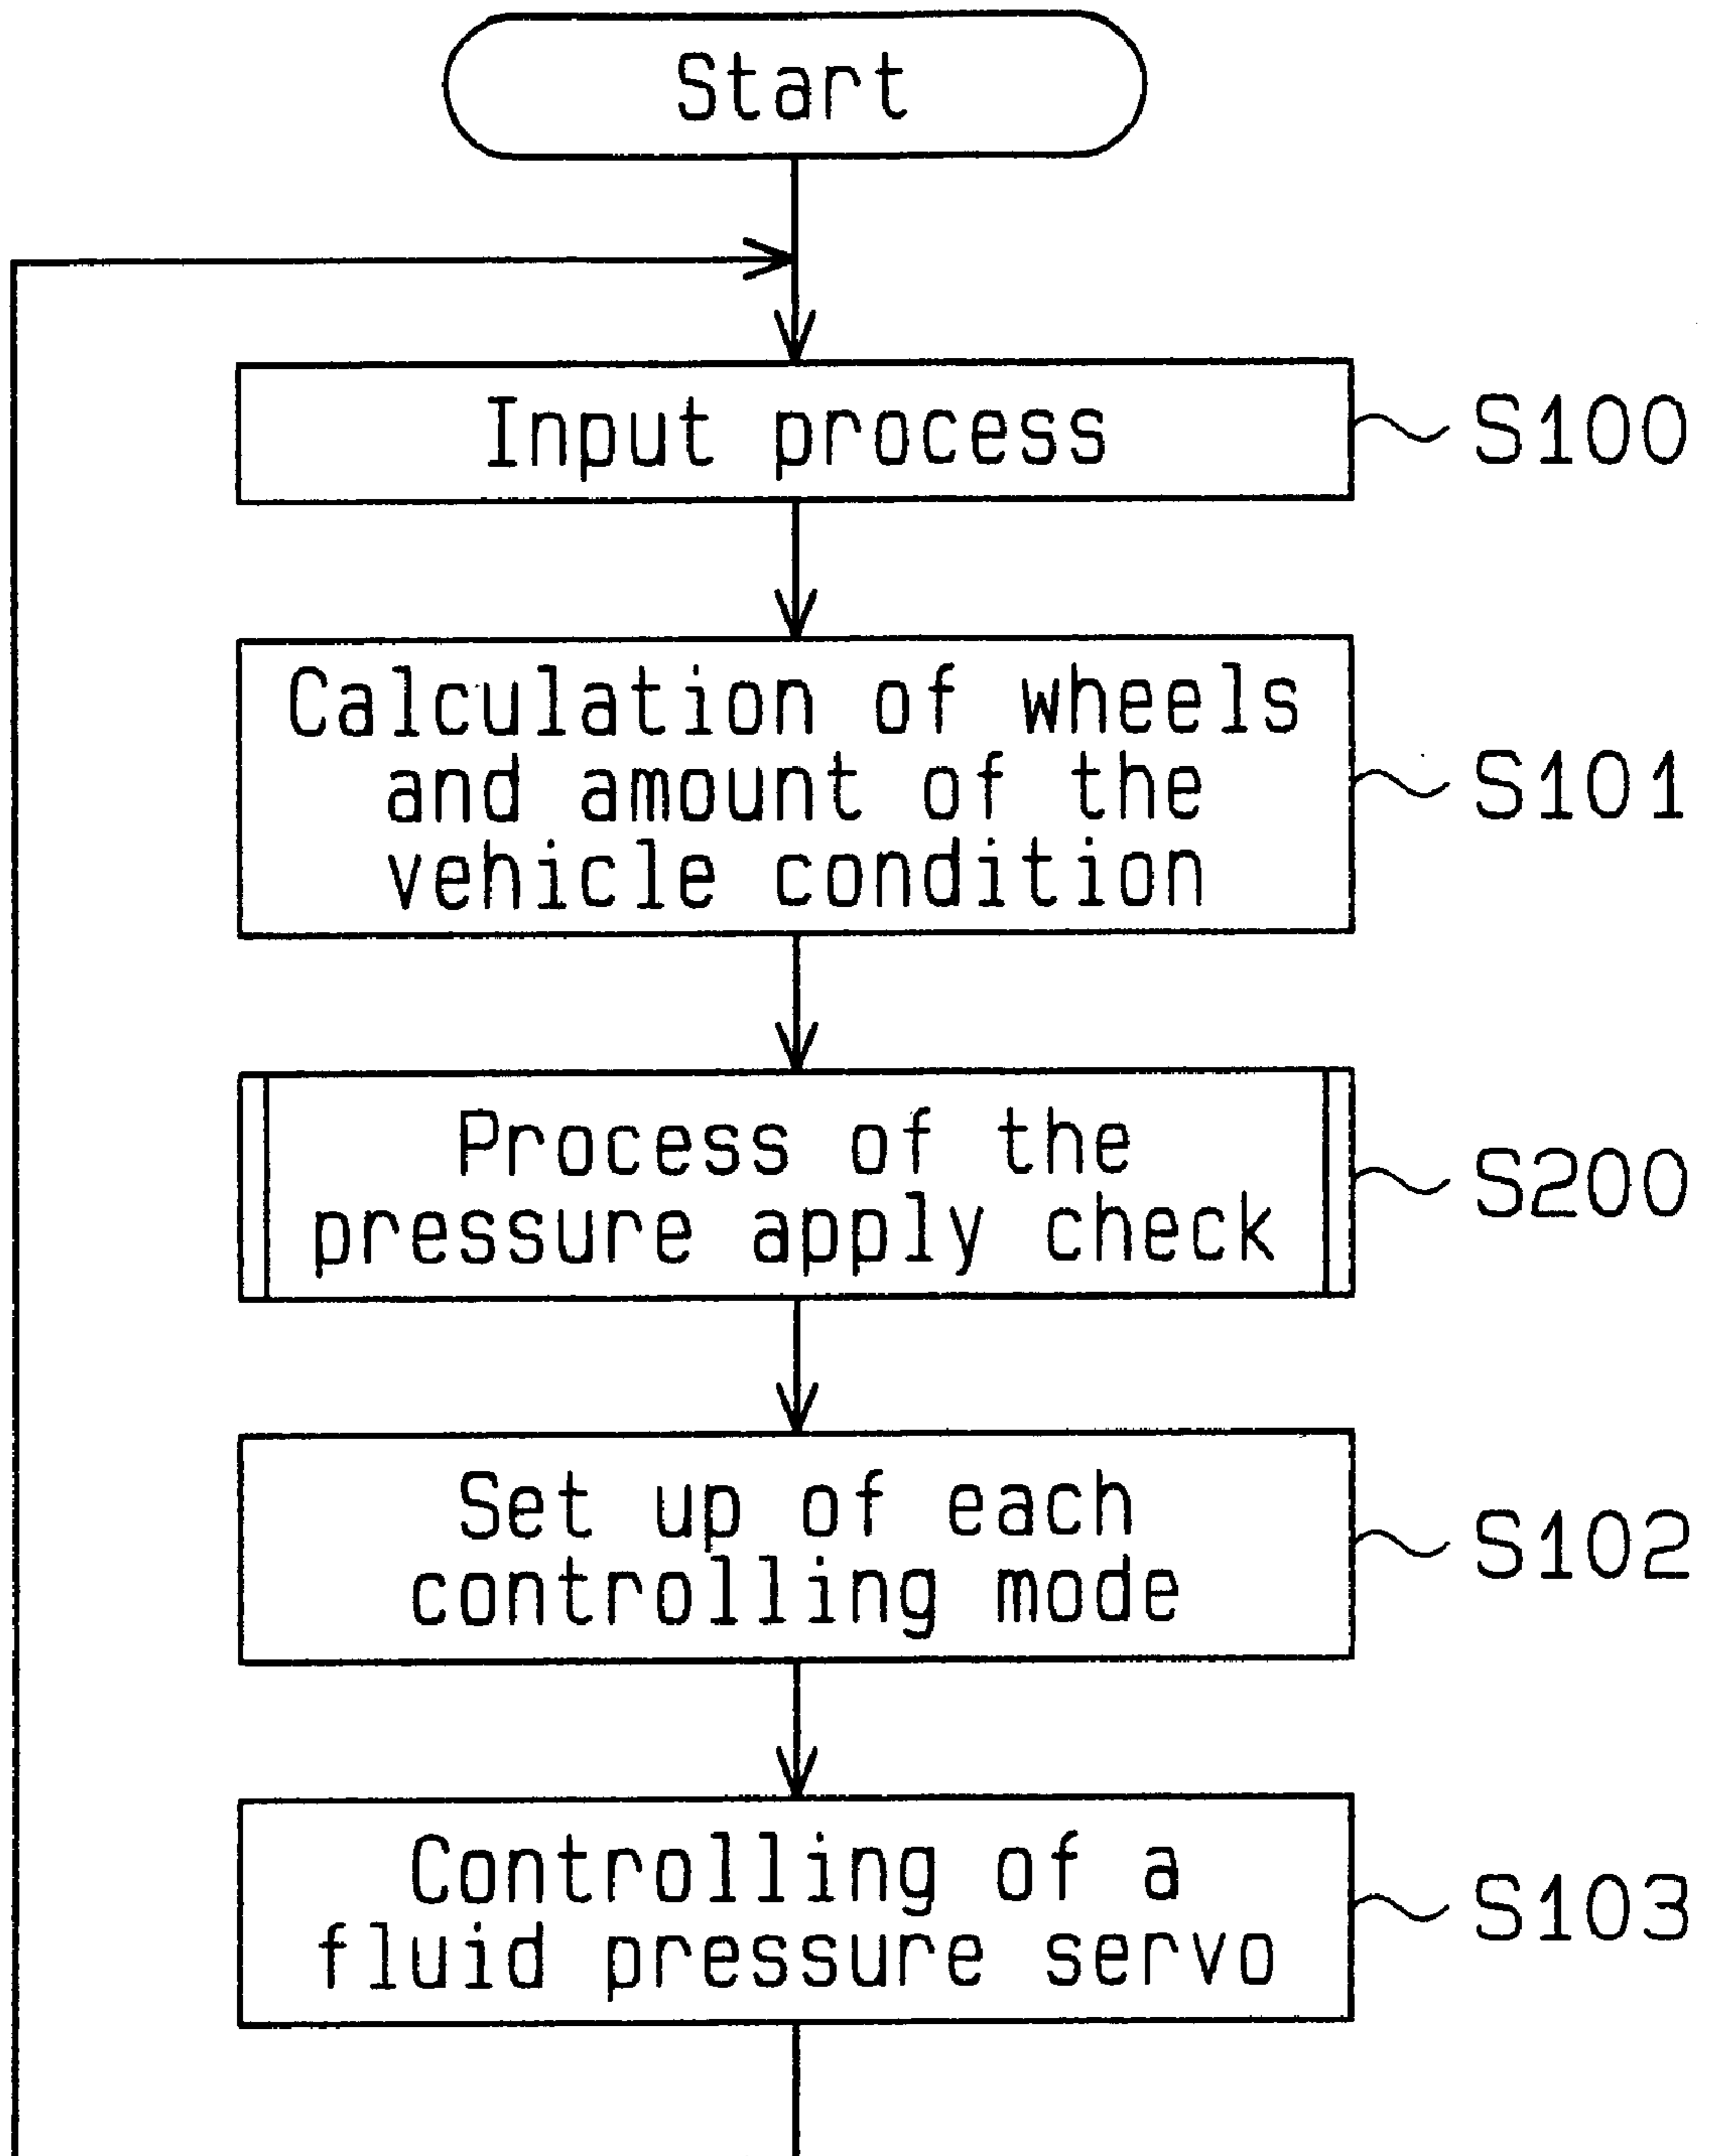 Start
Input process
S100
Calculation of wheels
and amount of the
vehicle condition
S101
Process of the
pressure apply check
S200
Set up of each
controlling mode
S102
Controlling of a
fluid pressure servo
S103